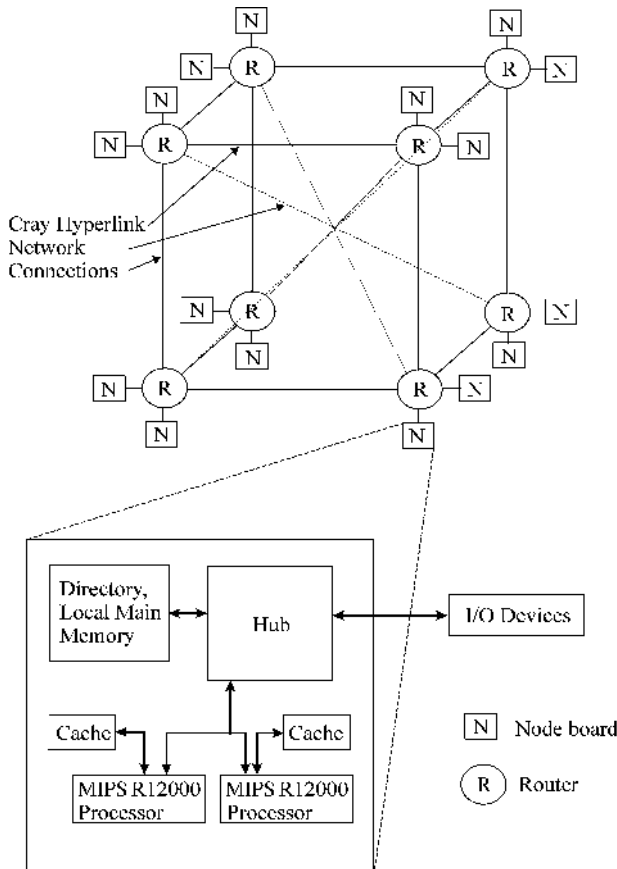 N
N
N
R
R
N
N
N
N
R
N
R
N
Cray Hyperlink
Network
Connections
N
R
R
N
N
N
N
R
R
N
N
N
Directory,
Local Main
Memory
Hub
I/O Devices
Cache
Cache
MIPS R12000
Processor
MIPS R12000
Processor
N Node board
R Router